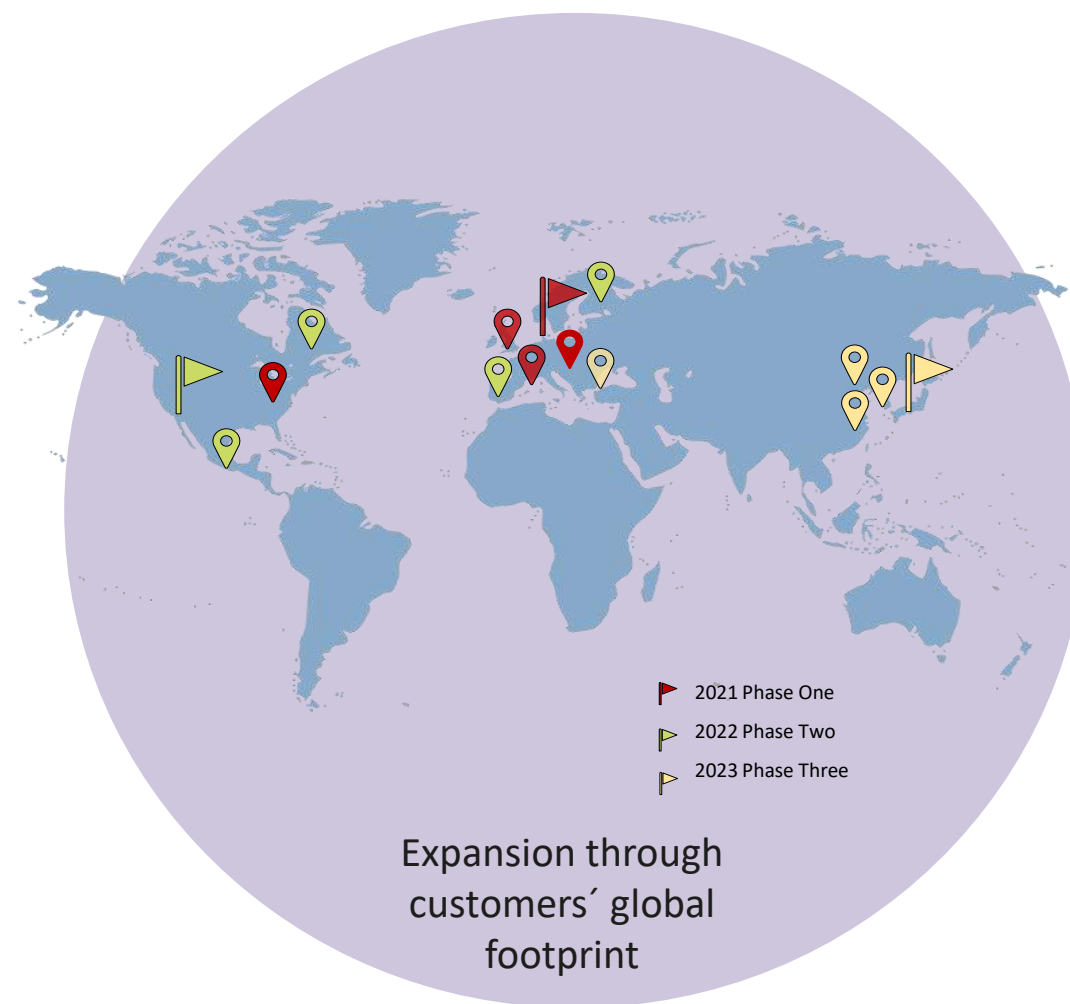 2021 Phase One
2022 Phase Two
2023 Phase Three
Expansion through
customers´ global
footprint